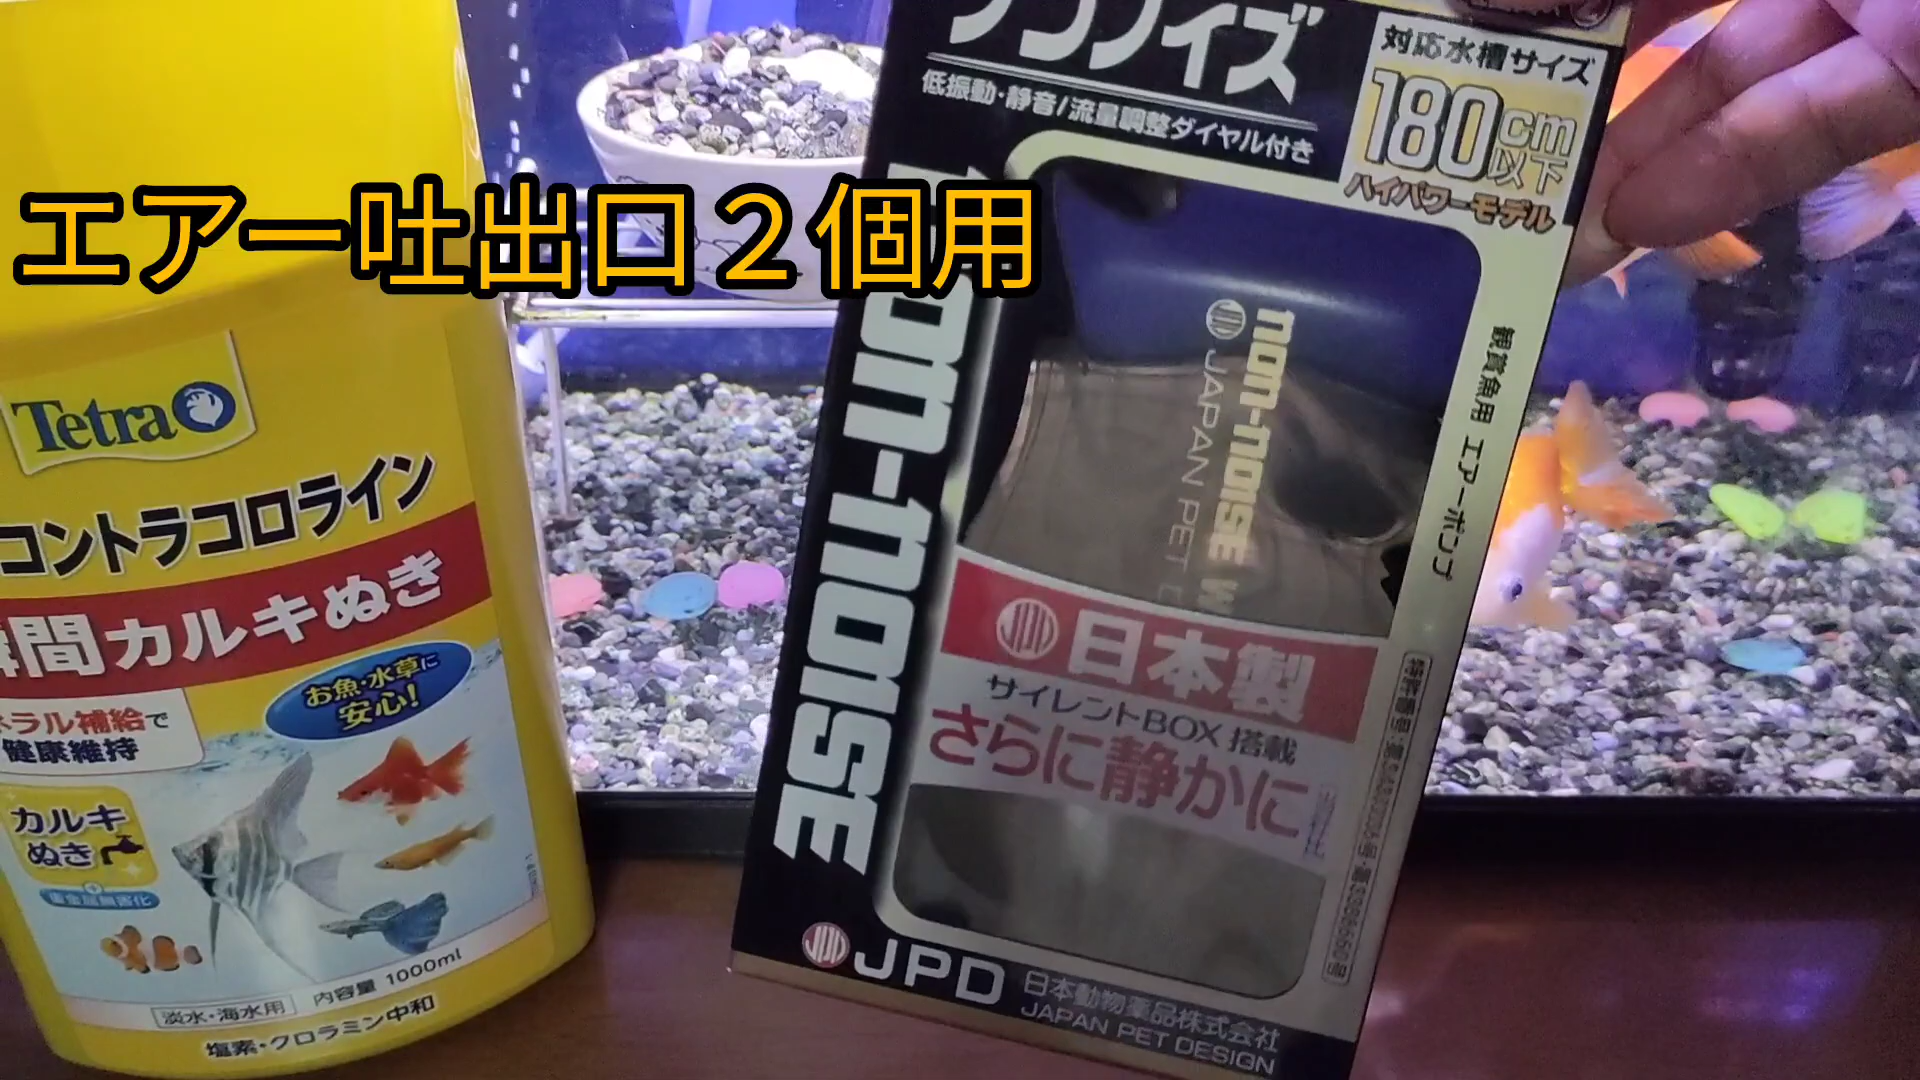 エアー吐出口２個用
Tetra
コントラコロライン
瞬間カルキぬき
お魚・水草に
安心!
ミネラル補給で
健康維持
カルキ
ぬき
+
重金属無害化
内容量 1000ml
淡水・海水用
塩素・クロラミン中和
ノンノイズ
低振動・静音/流量調整ダイヤル付き
対応水槽サイズ
180cm
以下
ハイパワーモデル
non-noise
non-noise W
JAPAN PET
観賞魚用 エアーポンプ
日本製
サイレントBOX搭載
さらに静かに
JPD
日本動物薬品株式会社
JAPAN PET DESIGN